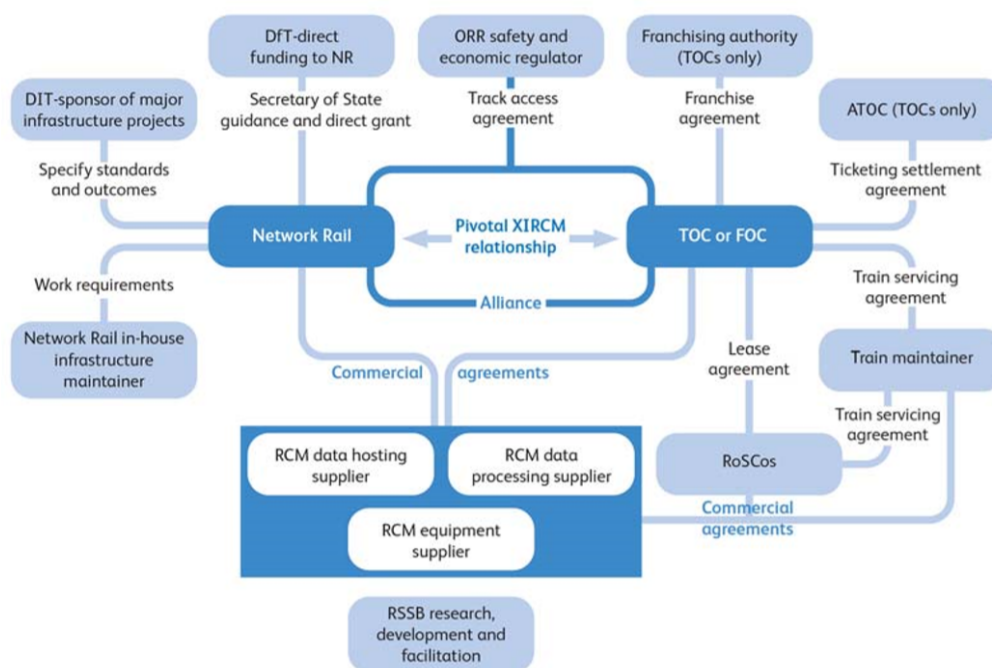 DfT-direct
funding to NR
ORR safety and
economic regulator
Franchising authority
(TOCs only)
DIT-sponsor of major
infrastructure projects
ATOC (TOCs only)
Secretary of State
guidance and direct grant
Track access
agreement
Franchise
agreement
Specify standards
and outcomes
Ticketing settlement
agreement
Network Rail
Pivotal XIRCM
relationship
TOC or FOC
Work requirements
Train servicing
agreement
Alliance
Network Rail in-house
infrastructure
maintainer
Commercial
agreements
Lease
agreement
Train maintainer
Train servicing
agreement
RCM data hosting
supplier
RCM data
processing supplier
RoSCos
Commercial
agreements
RCM equipment
supplier
RSSB research,
development and
facilitation